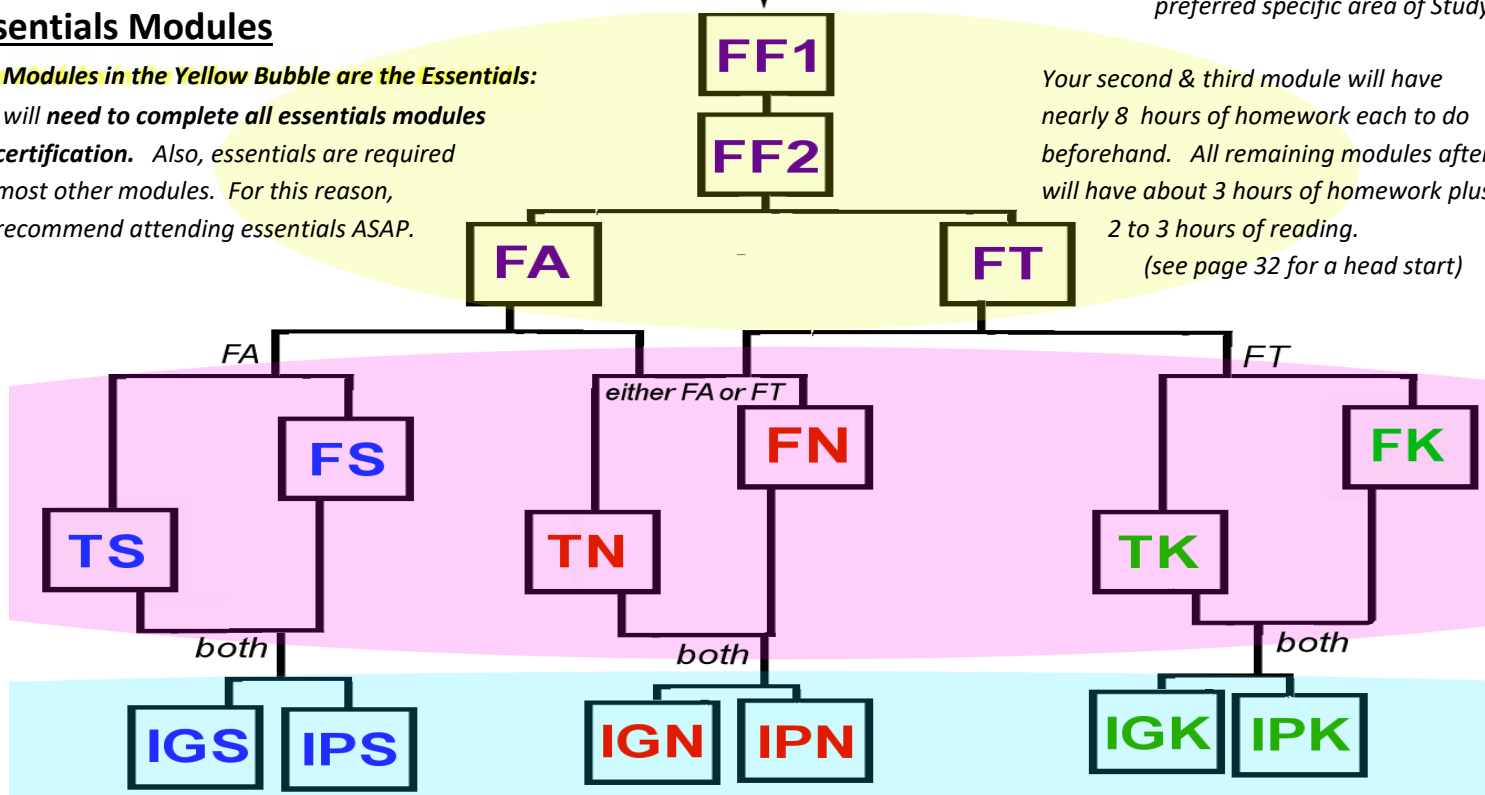 preferred specific area of Study
sentials Modules
Modules in the Yellow Bubble are the Essentials:
will need to complete all essentials modules
certification. Also, essentials are required
most other modules. For this reason,
recommend attending essentials ASAP.
FF1
FF2
Your second & third module will have
nearly 8 hours of homework each to do
beforehand. All remaining modules after
will have about 3 hours of homework plus
2 to 3 hours of reading.
(see page 32 for a head start)
FA
FT
FA
either FA or FT
FT
FS
FN
FK
TS
TN
TK
both
both
both
IGS
IPS
IGN
IPN
IGK
IPK